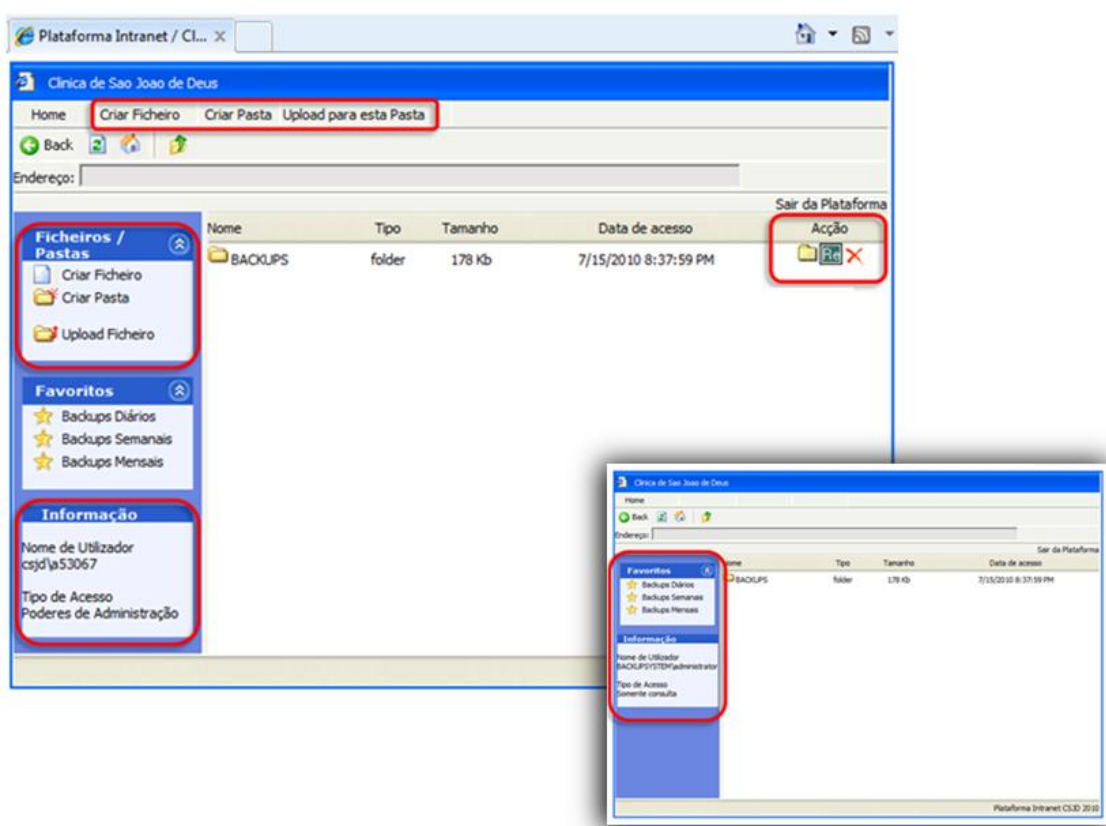 Plataforma Intranet / Cl... X
Clinica de Sao Joao de Deus
Home Criar Ficheiro Criar Pasta Upload para esta Pasta
Back
Endereço:
Sair da Plataforma
Nome Tipo Tamanho Data de acesso Acção
BACKUPS folder 178 Kb 7/15/2010 8:37:59 PM Re
Ficheiros /
Pastas
Criar Ficheiro
Criar Pasta
Upload Ficheiro
Favoritos
Backups Diários
Backups Semanais
Backups Mensais
Informação
Nome de Utilizador
csjd\a53067
Tipo de Acesso
Poderes de Administração
Clinica de Sao Joao de Deus
Home
Back
Endereço:
Sair da Plataforma
ome Tipo Tamanho Data de acesso
BACKUPS folder 178 Kb 7/15/2010 8:37:59 PM
Favoritos
Backups Diários
Backups Semanais
Backups Mensais
Informação
Nome de Utilizador
BACKUPSYSTEM\administrator
Tipo de Acesso
Somente consulta
Plataforma Intranet CSJD 2010